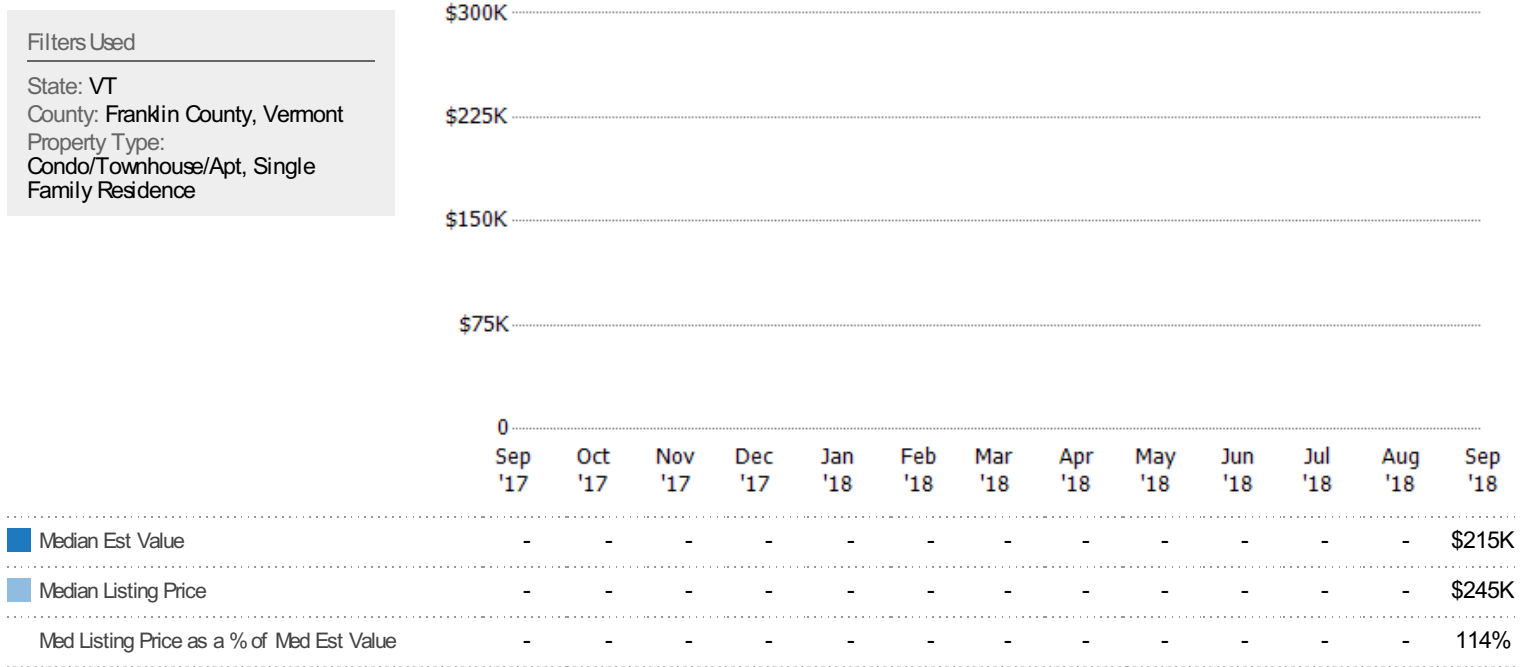 Filters Used
State: VT
County: Franklin County, Vermont
Property Type:
Condo/Townhouse/Apt, Single
Family Residence
$300K
$225K
$150K
$75K
0
Sep Oct Nov Dec Jan Feb Mar Apr May Jun Jul Aug Sep
'17 '17 '17 '17 '18 '18 '18 '18 '18 '18 '18 '18 '18
Median Est Value - - - - - - - - - - - - $215K
Median Listing Price - - - - - - - - - - - - $245K
Med Listing Price as a % of Med Est Value - - - - - - - - - - - - 114%